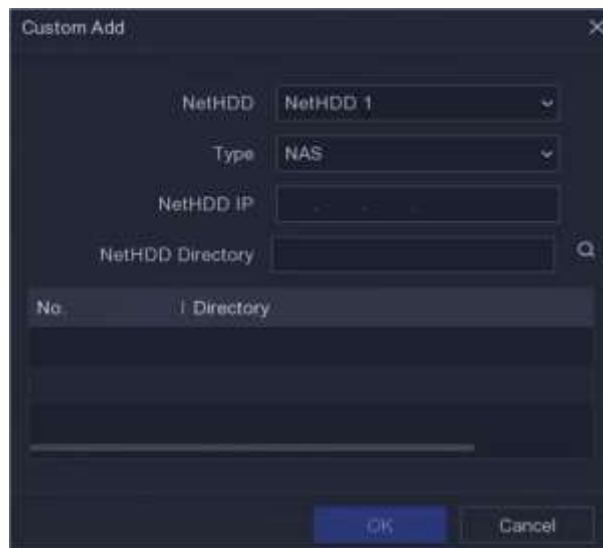 Custom Add
NetHDD NetHDD 1
Type NAS
NetHDD IP . . .
NetHDD Directory
No. Directory
OK Cancel